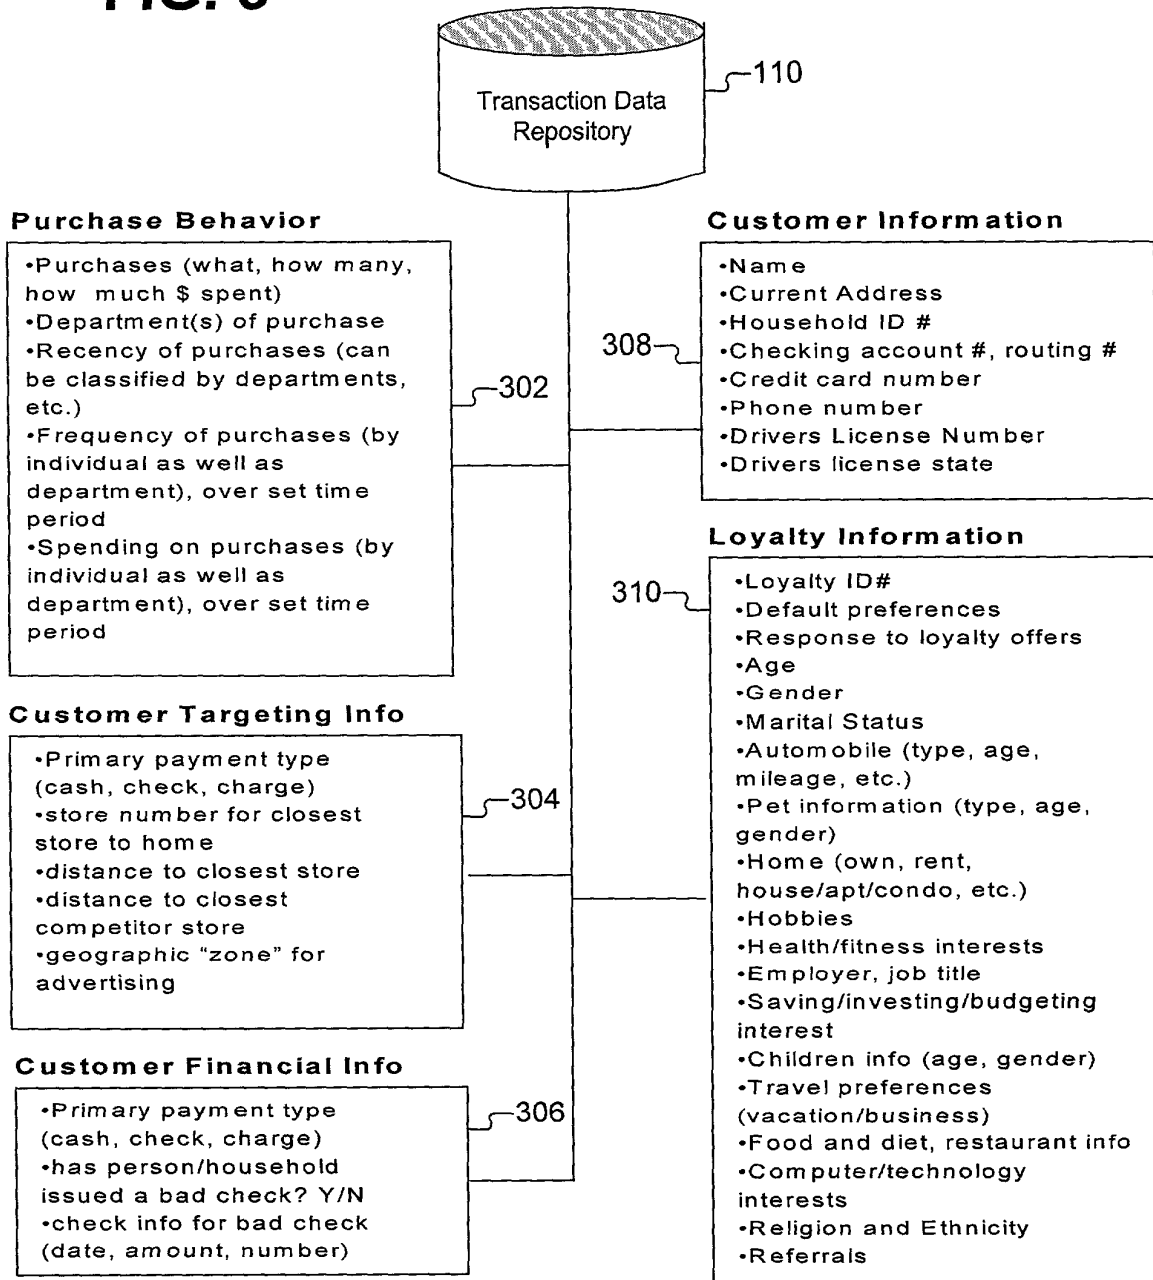 FIG.
Transaction Data
Repository
110
Purchase Behavior
•Purchases (what, how many,
how much $ spent)
•Department(s) of purchase
•Recency of purchases (can
be classified by departments,
etc.)
•Frequency of purchases (by
individual as well as
department), over set time
period
•Spending on purchases (by
individual as well as
department), over set time
period
302
Customer Targeting Info
•Primary payment type
(cash, check, charge)
•store number for closest
store to home
•distance to closest store
•distance to closest
competitor store
•geographic “zone” for
advertising
304
Customer Financial Info
•Primary payment type
(cash, check, charge)
•has person/household
issued a bad check? Y/N
•check info for bad check
(date, amount, number)
306
Customer Information
•Name
•Current Address
•Household ID #
•Checking account #, routing #
•Credit card number
•Phone number
•Drivers License Number
•Drivers license state
308
Loyalty Information
•Loyalty ID#
•Default preferences
•Response to loyalty offers
•Age
•Gender
•Marital Status
•Automobile (type, age,
mileage, etc.)
•Pet information (type, age,
gender)
•Home (own, rent,
house/apt/condo, etc.)
•Hobbies
•Health/fitness interests
•Employer, job title
•Saving/investing/budgeting
interest
•Children info (age, gender)
•Travel preferences
(vacation/business)
•Food and diet, restaurant info
•Computer/technology
interests
•Religion and Ethnicity
•Referrals
310